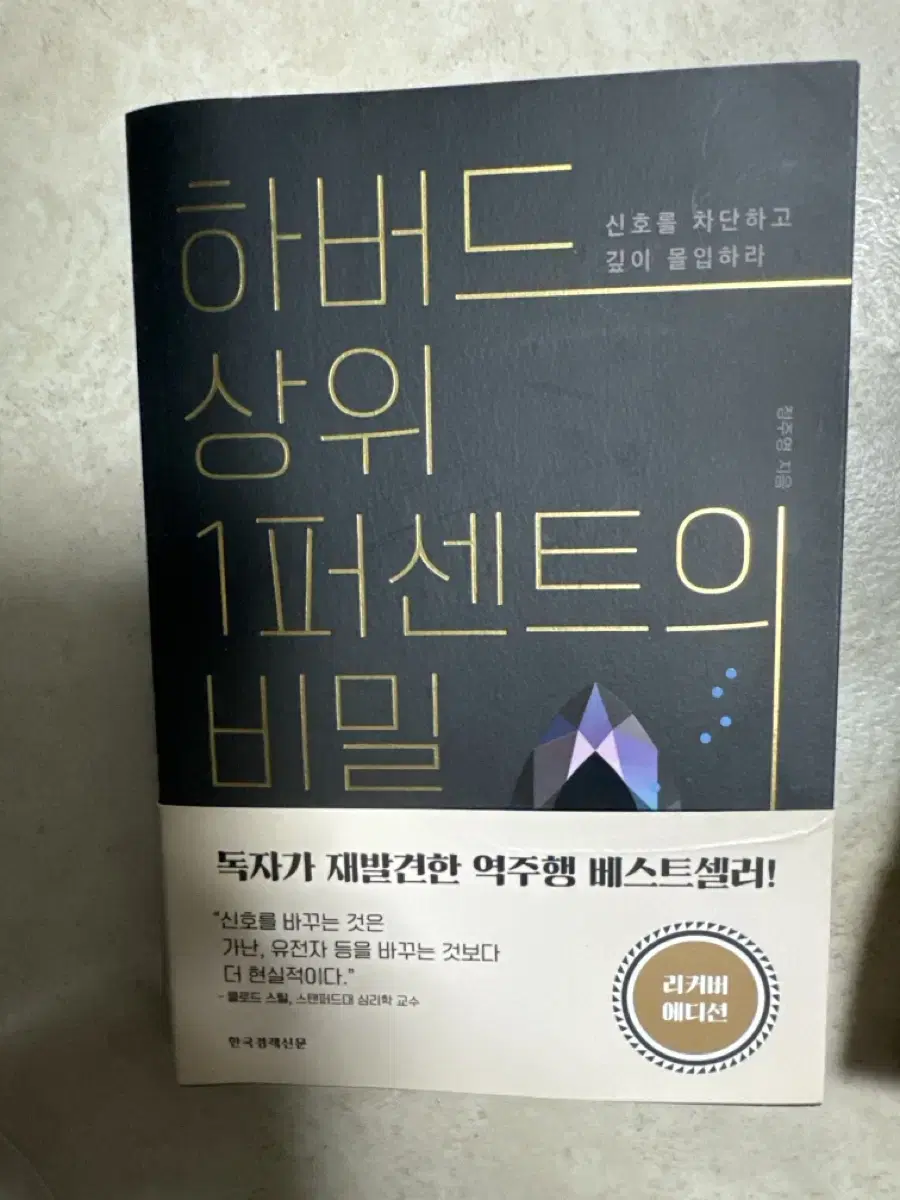 하버드
상위
1퍼센트의
비밀
신호를 차단하고
깊이 몰입하라
정주영 지음
독자가 재발견한 역주행 베스트셀러!
“신호를 바꾸는 것은
가난, 유전자 등을 바꾸는 것보다
더 현실적이다.”
- 클로드 스틸, 스탠퍼드대 심리학 교수
리커버
에디션
한국경제신문